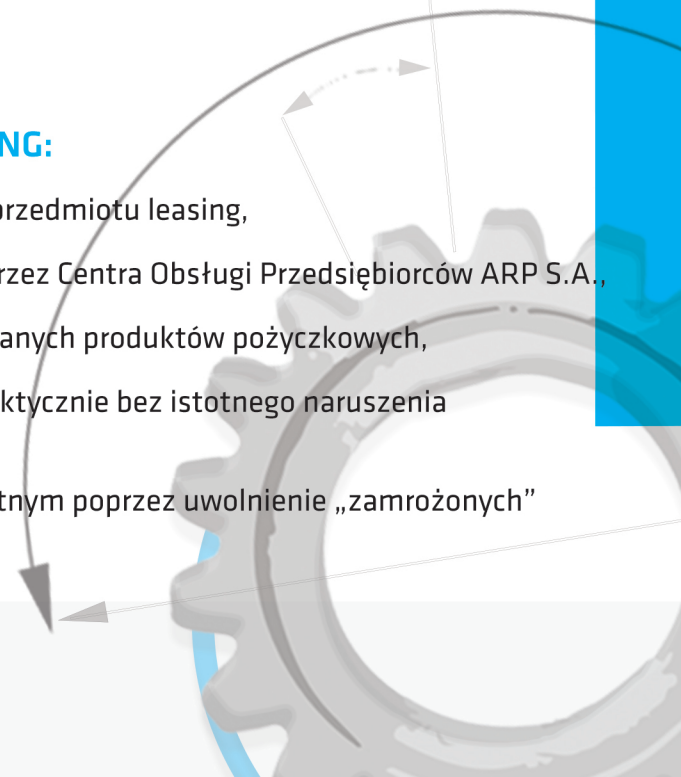 NG:
przedmiotu leasing,
rzez Centra Obsługi Przedsiębiorców ARP S.A.,
anych produktów pożyczkowych,
ktycznie bez istotnego naruszenia
tnym poprzez uwolnienie „zamrożonych”